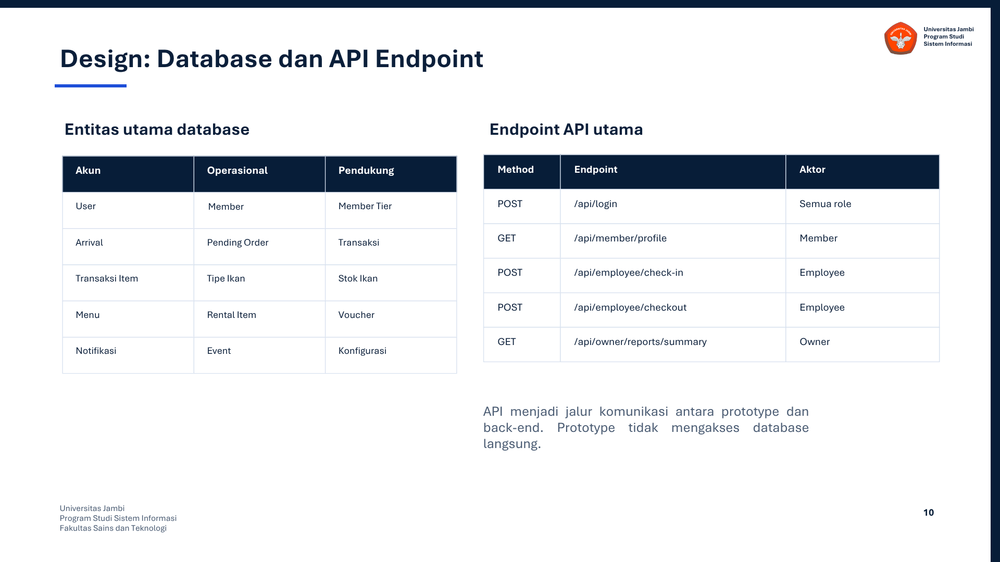 Universitas Jambi
Program Studi
Sistem Informasi
Design: Database dan API Endpoint
Entitas utama database
Akun Operasional Pendukung
User Member Member Tier
Arrival Pending Order Transaksi
Transaksi Item Tipe Ikan Stok Ikan
Menu Rental Item Voucher
Notifikasi Event Konfigurasi
Endpoint API utama
Method Endpoint Aktor
POST /api/login Semua role
GET /api/member/profile Member
POST /api/employee/check-in Employee
POST /api/employee/checkout Employee
GET /api/owner/reports/summary Owner
API menjadi jalur komunikasi antara prototype dan
back-end. Prototype tidak mengakses database
langsung.
Universitas Jambi
Program Studi Sistem Informasi
Fakultas Sains dan Teknologi
10